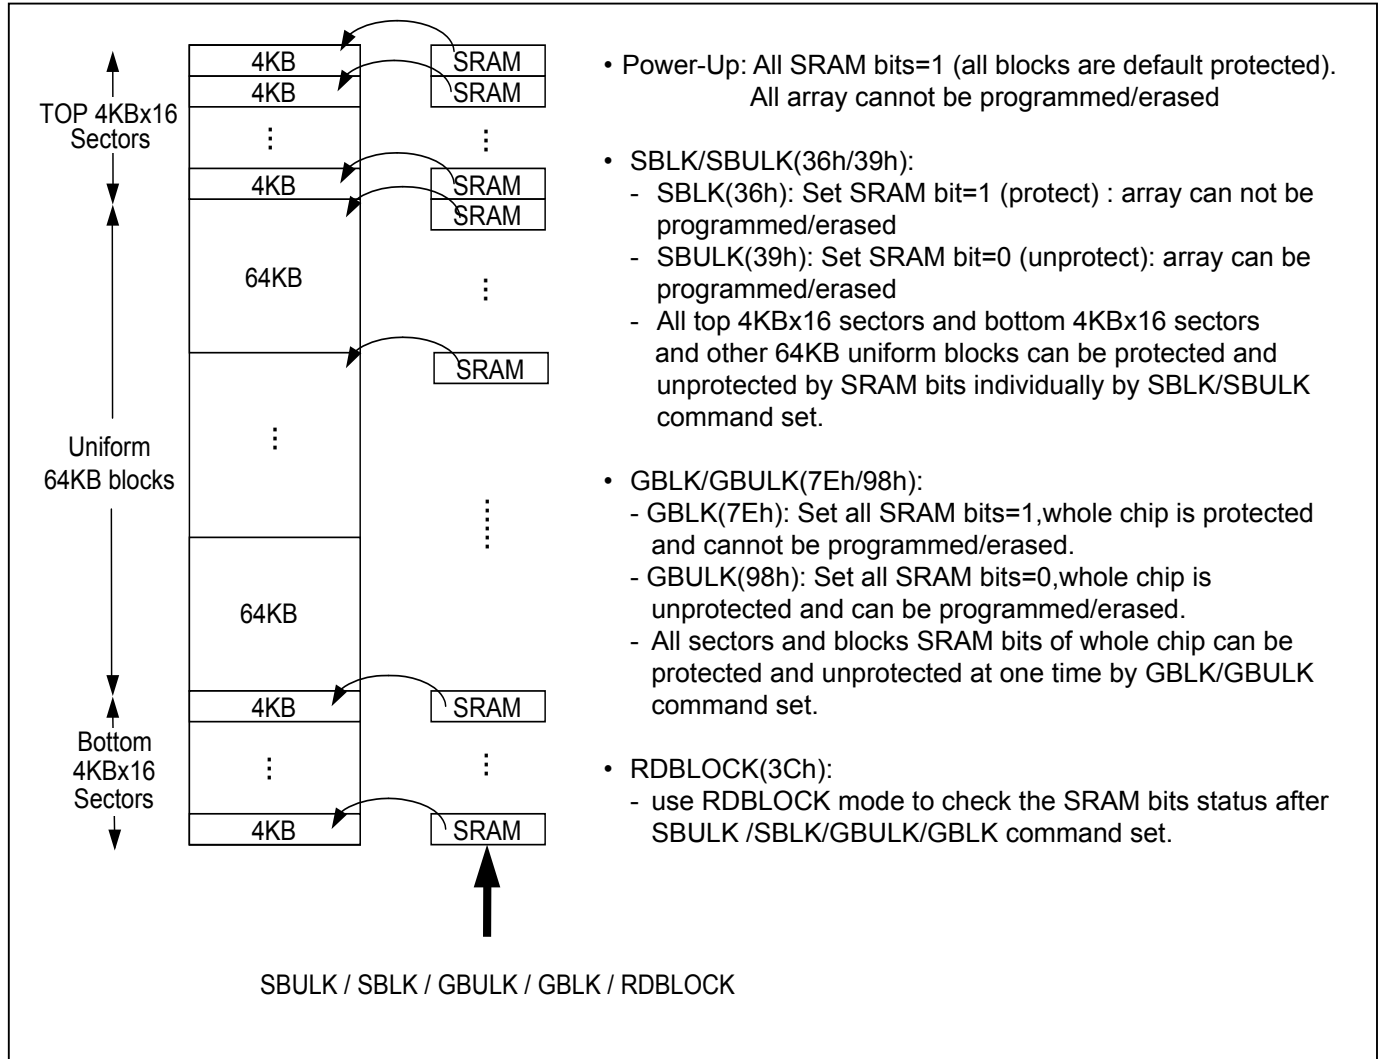 4KB
SRAM
4KB
SRAM
TOP 4KBx16
Sectors
4KB
SRAM
SRAM
64KB
SRAM
Uniform
64KB blocks
64KB
4KB
SRAM
Bottom
4KBx16
Sectors
4KB
SRAM
SBULK / SBLK / GBULK / GBLK / RDBLOCK
• Power-Up: All SRAM bits=1 (all blocks are default protected).
All array cannot be programmed/erased
• SBLK/SBULK(36h/39h):
- SBLK(36h): Set SRAM bit=1 (protect) : array can not be
programmed/erased
- SBULK(39h): Set SRAM bit=0 (unprotect): array can be
programmed/erased
- All top 4KBx16 sectors and bottom 4KBx16 sectors
and other 64KB uniform blocks can be protected and
unprotected by SRAM bits individually by SBLK/SBULK
command set.
• GBLK/GBULK(7Eh/98h):
- GBLK(7Eh): Set all SRAM bits=1,whole chip is protected
and cannot be programmed/erased.
- GBULK(98h): Set all SRAM bits=0,whole chip is
unprotected and can be programmed/erased.
- All sectors and blocks SRAM bits of whole chip can be
protected and unprotected at one time by GBLK/GBULK
command set.
• RDBLOCK(3Ch):
- use RDBLOCK mode to check the SRAM bits status after
SBULK /SBLK/GBULK/GBLK command set.